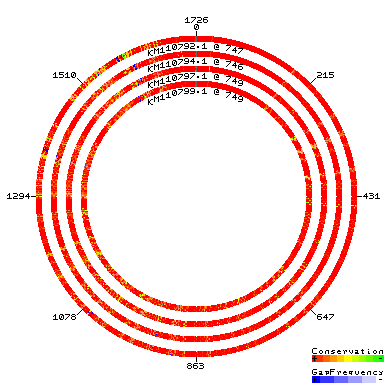 1726
0
KM110792.1 @ 747
KM110794.1 @ 746
KM110797.1 @ 749
KM110799.1 @ 749
1510
215
1294
431
1078
647
863
Conservation
+ -
GapFrequency
+ -